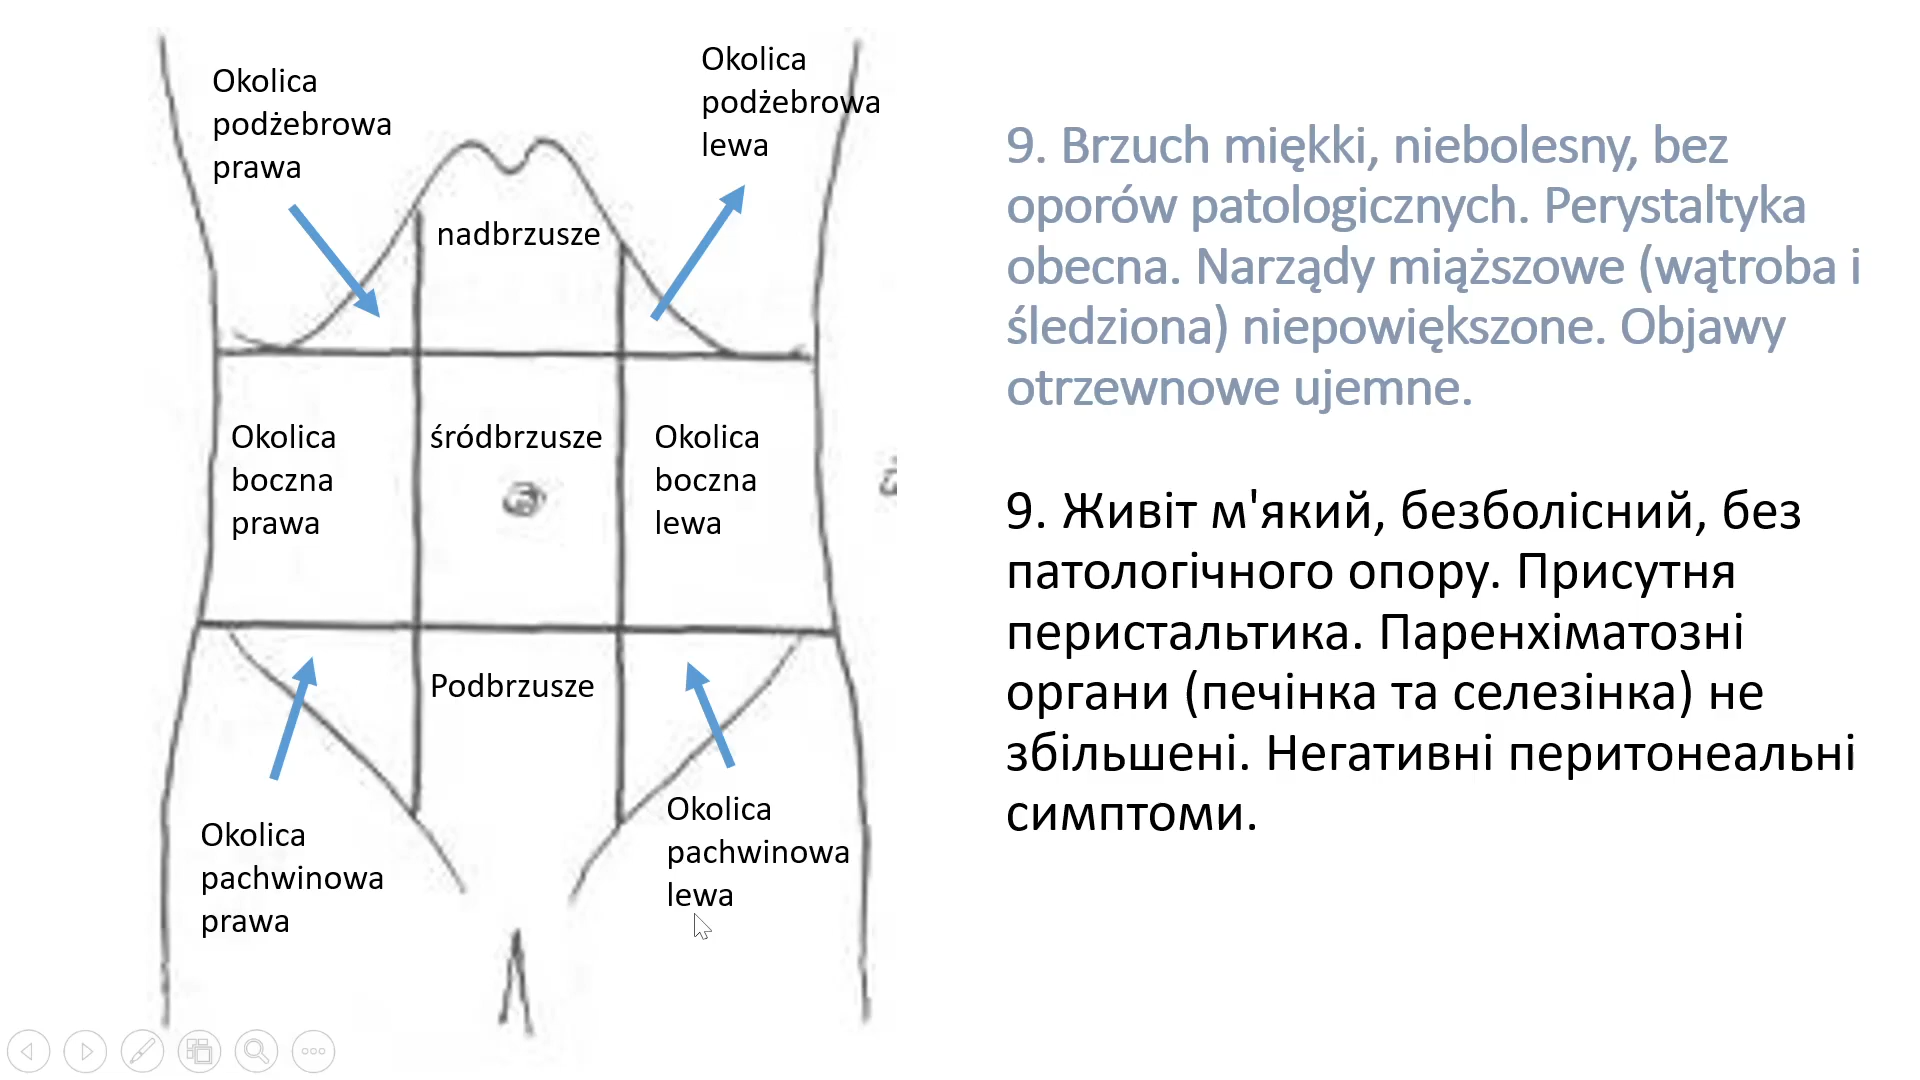 Okolica
podżebrowa
prawa
Okolica
podżebrowa
lewa
nadbrzusze
Okolica
boczna
prawa
śródbrzusze
Okolica
boczna
lewa
Podbrzusze
Okolica
pachwinowa
prawa
Okolica
pachwinowa
lewa
9. Brzuch miękki, niebolesny, bez
oporów patologicznych. Perystaltyka
obecna. Narządy miąższowe (wątroba i
śledziona) niepowiększone. Objawy
otrzewnowe ujemne.
9. Живіт м'який, безболісний, без
патологічного опору. Присутня
перистальтика. Паренхіматозні
органи (печінка та селезінка) не
збільшені. Негативні перитонеальні
симптоми.